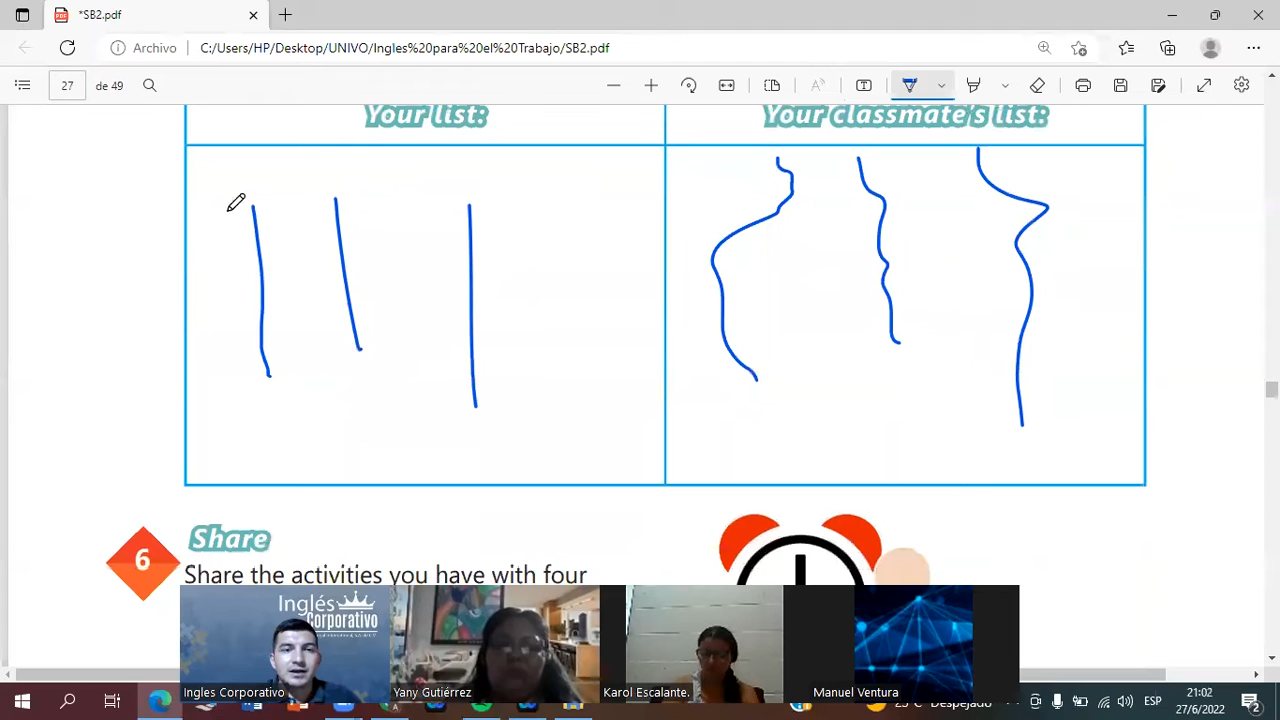 *SB2.pdf
Archivo
C:/Users/HP/Desktop/UNIVO/Ingles%20para%20el%20Trabajo/SB2.pdf
27
de 49
Your list:
Your classmate's list:
6
Share
Share the activities you have with four
Inglés
Corporativo
Ingles Corporativo
Yany Gutiérrez
Karol Escalante.
Manuel Ventura
Despejado
ESP
21:02
27/6/2022
2